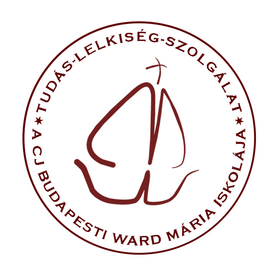 TUDÁS-LELKISÉG-SZOLGÁLAT
A CJ BUDAPESTI WARD MÁRIA ISKOLÁJA